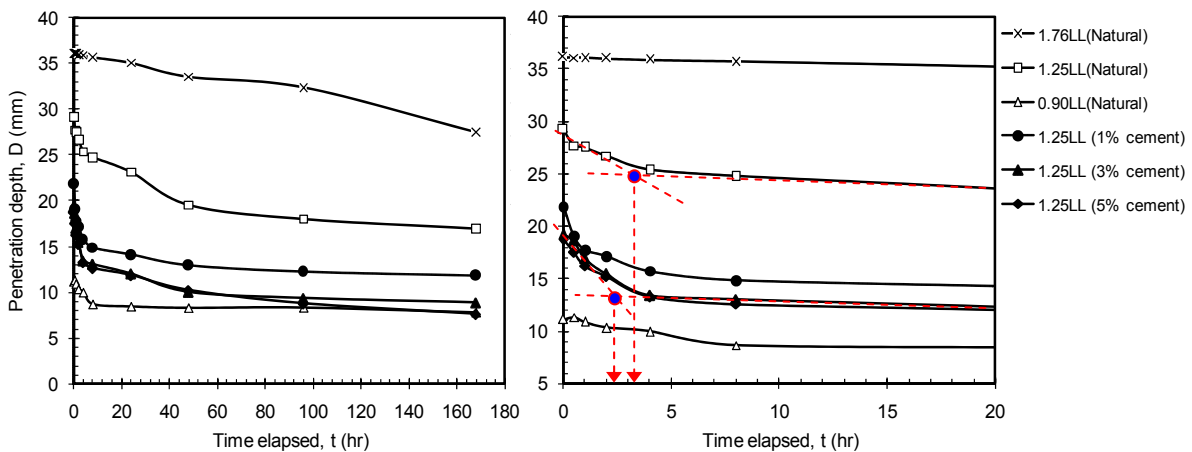 Penetration depth, D (mm)
40
35
30
25
20
15
10
5
0
0 20 40 60 80 100 120 140 160 180
Time elapsed, t (hr)
40
35
30
25
20
15
10
5
0 5 10 15 20
Time elapsed, t (hr)
1.76LL(Natural)
1.25LL(Natural)
0.90LL(Natural)
1.25LL (1% cement)
1.25LL (3% cement)
1.25LL (5% cement)